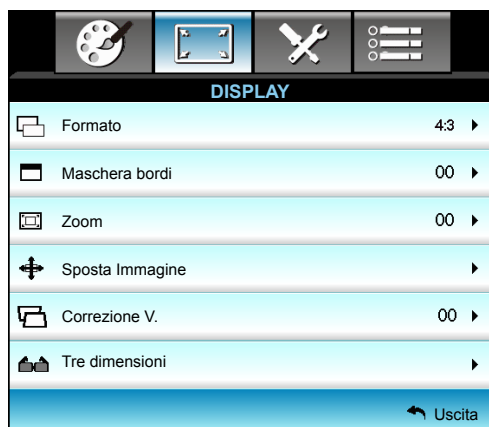 DISPLAY
Formato 4:3
Maschera bordi 00
Zoom 00
Sposta Immagine
Correzione V. 00
Tre dimensioni
Uscita